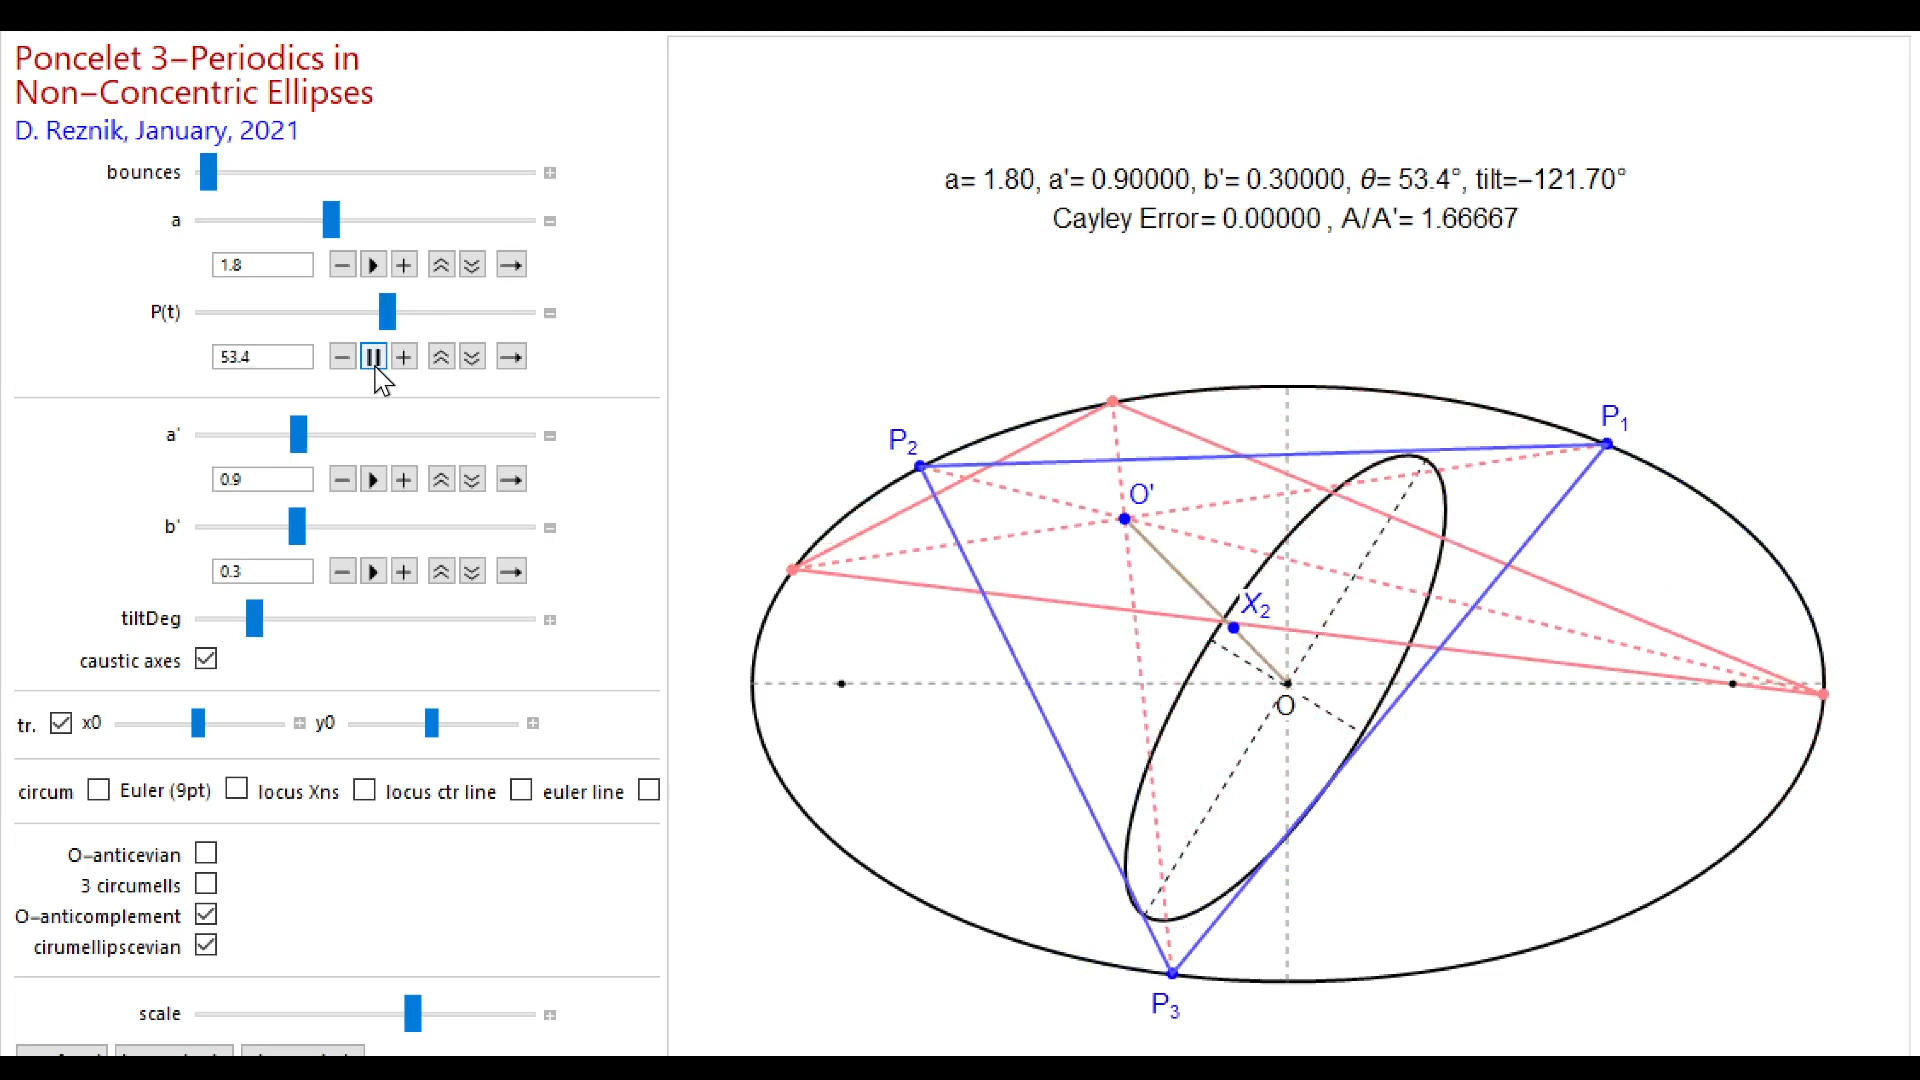 Poncelet 3–Periodics in
Non–Concentric Ellipses
D. Reznik, January, 2021
bounces
a
1.8
P(t)
53.4
a'
0.9
b'
0.3
tiltDeg
caustic axes
tr. x0 y0
circum Euler (9pt) locus Xns locus ctr line euler line
O–anticevian
3 circumells
O–anticomplement
cirumellipscevian
scale
a= 1.80, a'= 0.90000, b'= 0.30000, θ= 53.4°, tilt=–121.70°
Cayley Error= 0.00000 , A/A'= 1.66667
P1
P2
O'
X2
O
P3